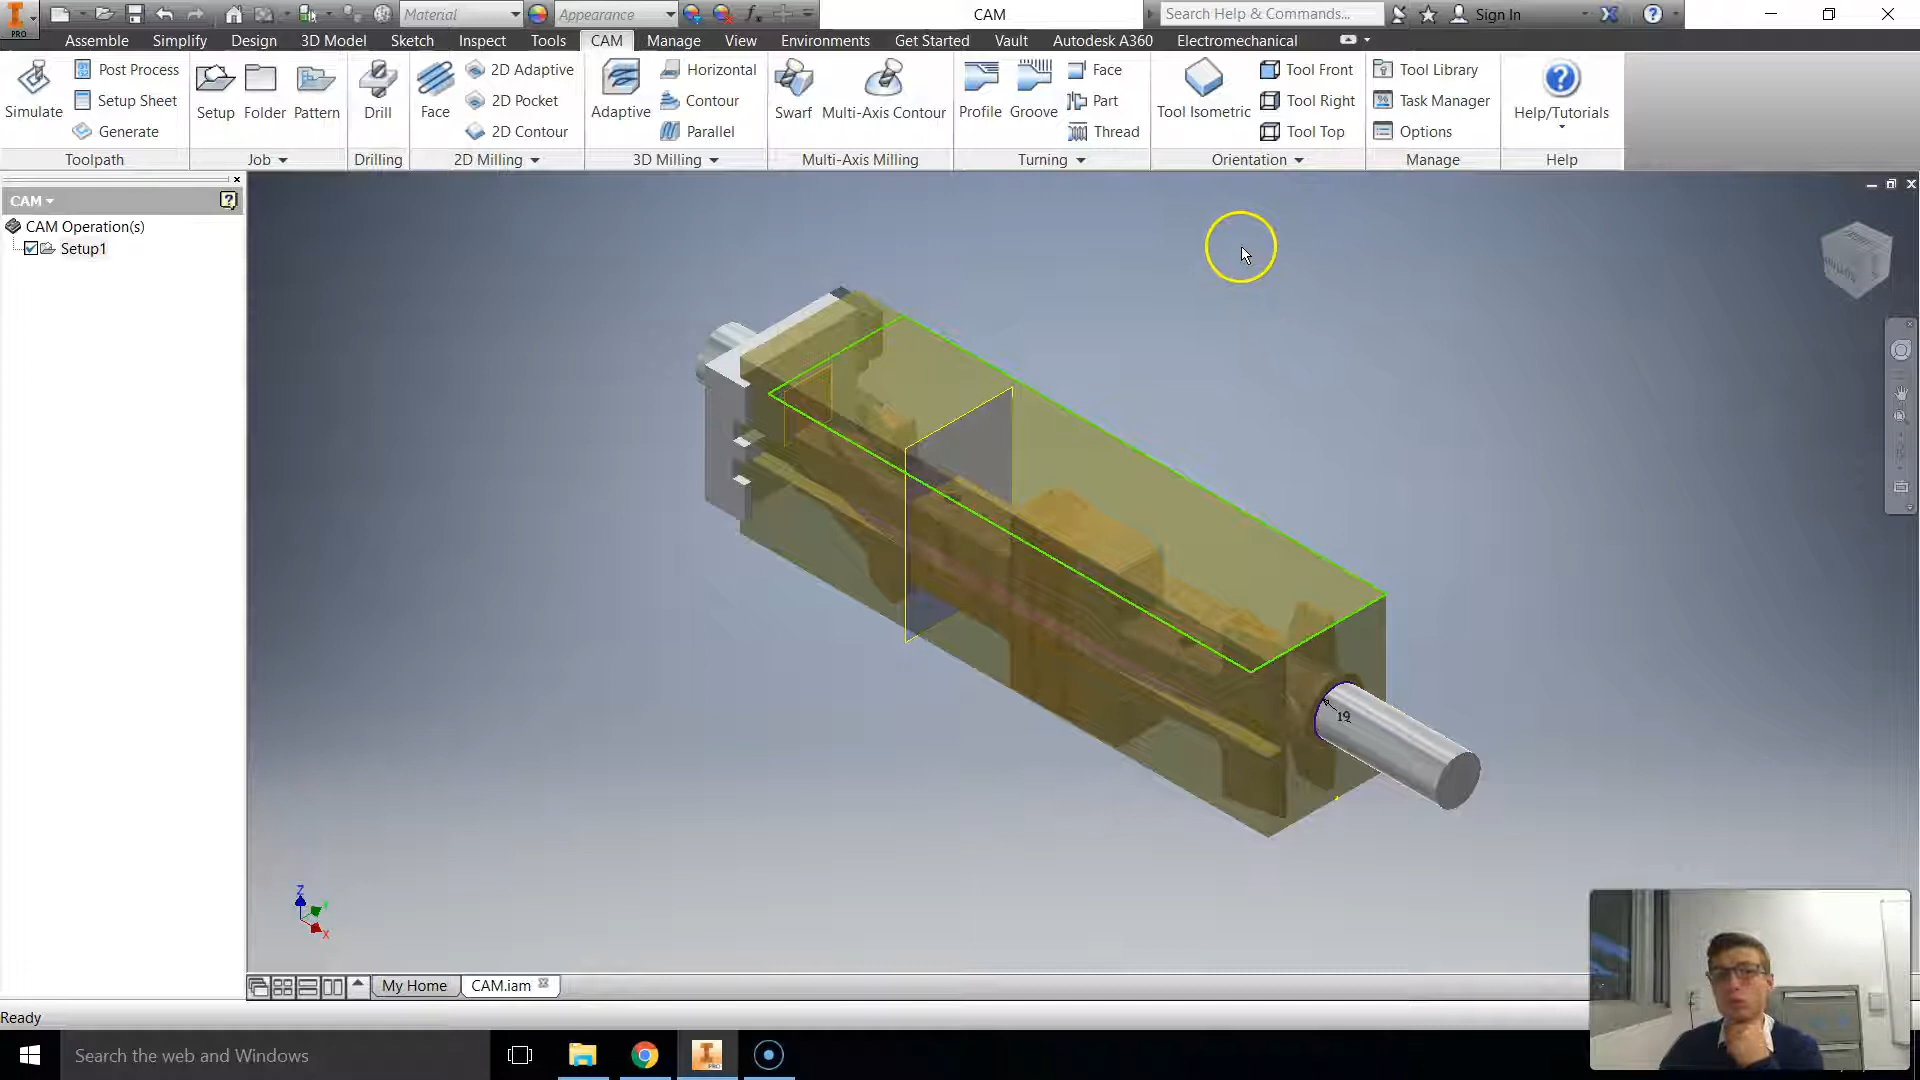 PRO
Material
Appearance
CAM
Search Help & Commands...
Sign In
Assemble Simplify Design 3D Model Sketch Inspect Tools CAM Manage View Environments Get Started Vault Autodesk A360 Electromechanical
Simulate
Post Process
Setup Sheet
Generate
Toolpath
Setup Folder Pattern
Job
Drill
Drilling
Face
2D Adaptive
2D Pocket
2D Contour
2D Milling
Adaptive
Horizontal
Contour
Parallel
3D Milling
Swarf Multi-Axis Contour
Multi-Axis Milling
Profile Groove
Face
Part
Thread
Turning
Tool Isometric
Tool Front
Tool Right
Tool Top
Orientation
Tool Library
Task Manager
Options
Manage
Help/Tutorials
Help
CAM
CAM Operation(s)
Setup1
19
Z
Y
X
My Home CAM.iam
Ready
Search the web and Windows
PRO